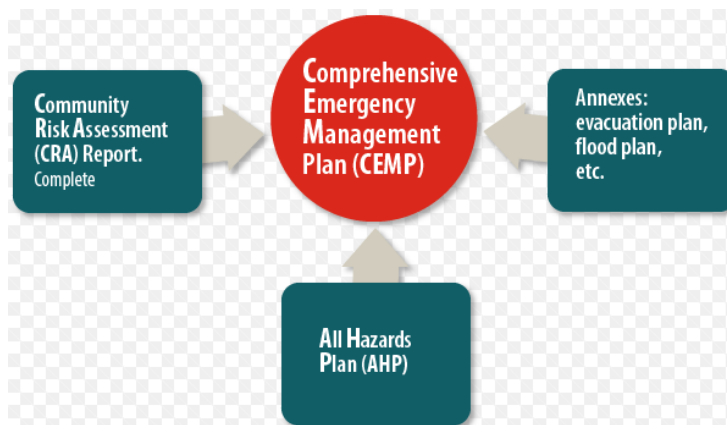 Community
Risk Assessment
(CRA) Report.
Complete
Comprehensive
Emergency
Management
Plan (CEMP)
Annexes:
evacuation plan,
flood plan,
etc.
All Hazards
Plan (AHP)